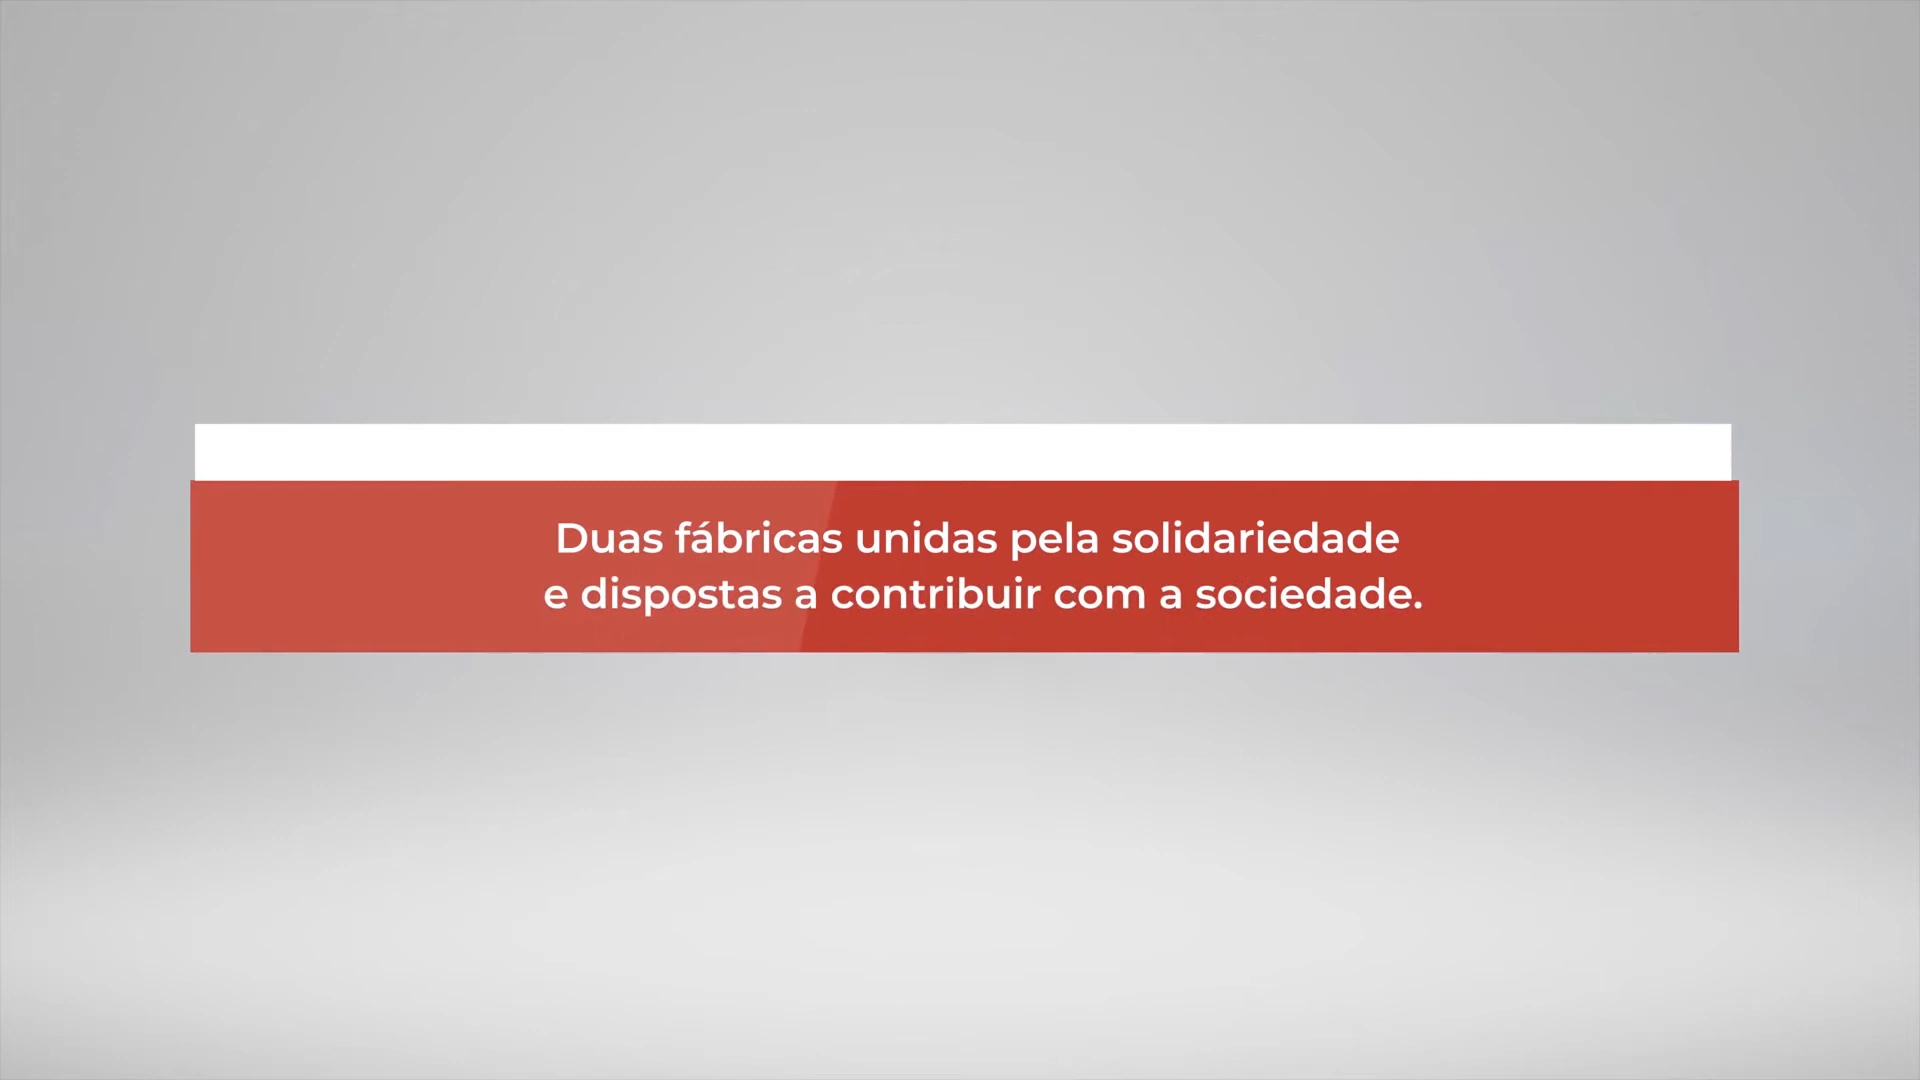 Duas fábricas unidas pela solidariedade
e dispostas a contribuir com a sociedade.